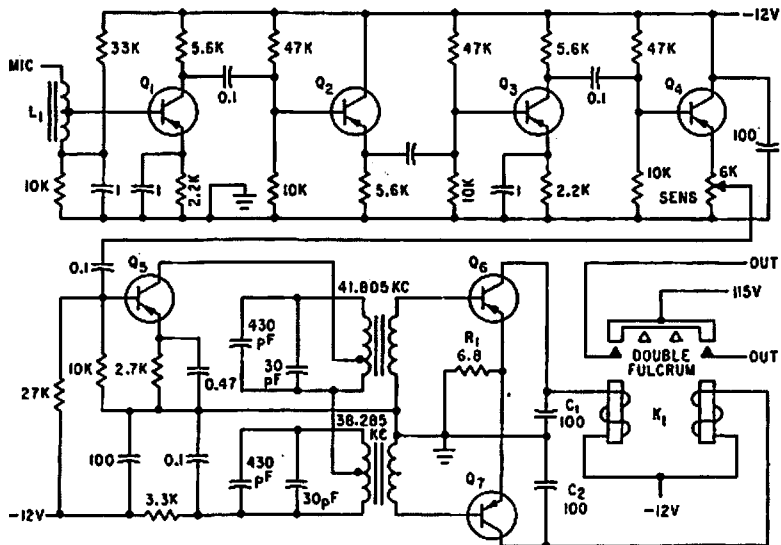 -12V
33K
5.6K
47K
47K
5.6K
47K
MIC
Q1
Q2
Q3
Q4
0.1
0.1
L1
100
10K
1
1
2.2K
10K
5.6K
10K
1
2.2K
10K
6K
SENS
0.1
Q5
Q6
OUT
41.805KC
115V
430
pF
30
pF
R1
6.8
OUT
DOUBLE
FULCRUM
27K
10K
2.7K
0.47
C1
100
K1
38.285
KC
100
0.1
430
pF
30pF
Q7
C2
100
-12V
-12V
3.3K